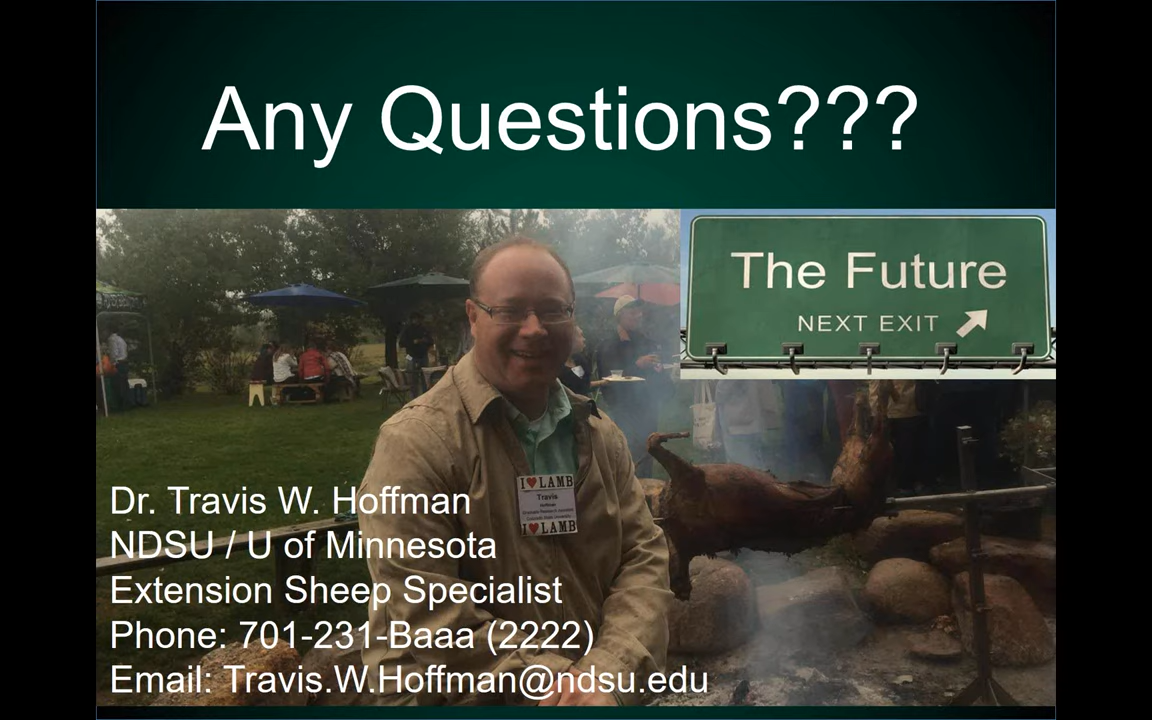 Any Questions???
The Future
NEXT EXIT
I ♥ LAMB
Travis
Hoffman
I ♥ LAMB
Dr. Travis W. Hoffman
NDSU / U of Minnesota
Extension Sheep Specialist
Phone: 701-231-Baaa (2222)
Email: Travis.W.Hoffman@ndsu.edu